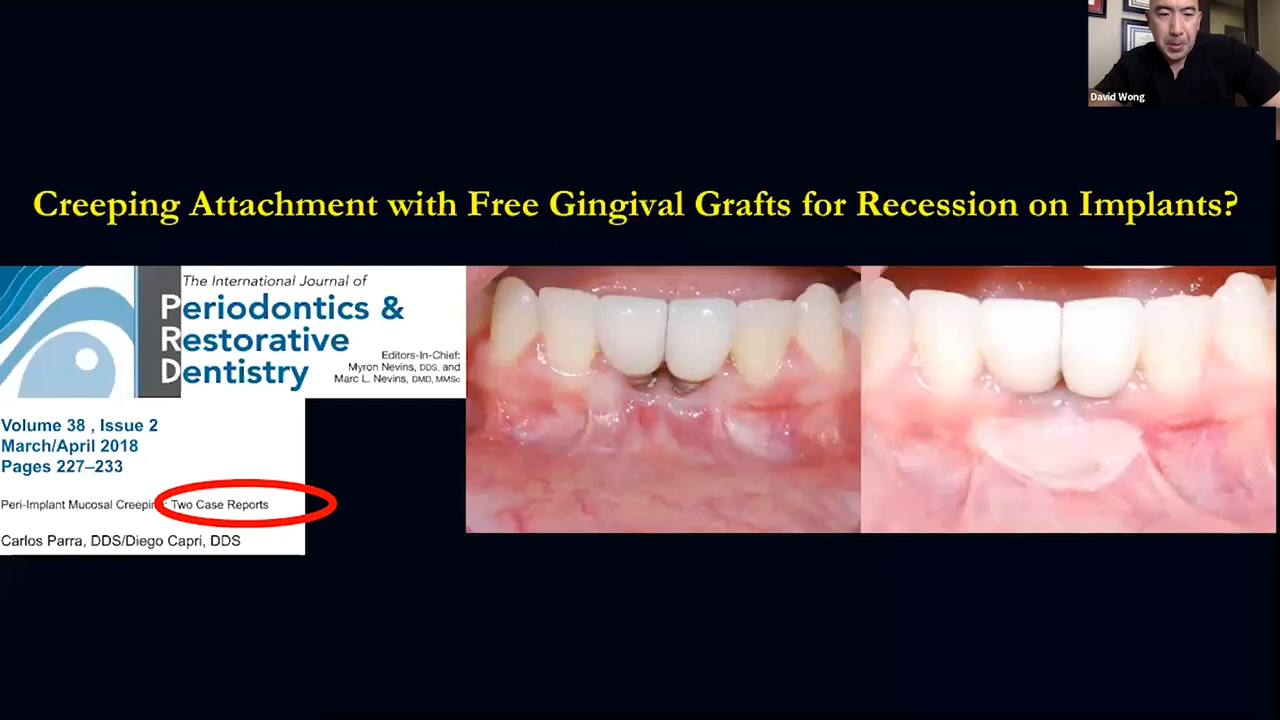 David Wong
Creeping Attachment with Free Gingival Grafts for Recession on Implants?
The International Journal of
Periodontics &
Restorative
Dentistry
Editors-In-Chief:
Myron Nevins, DDS, and
Marc L. Nevins, DMD, MMSc
Volume 38 , Issue 2
March/April 2018
Pages 227–233
Peri-Implant Mucosal Creeping: Two Case Reports
Carlos Parra, DDS/Diego Capri, DDS